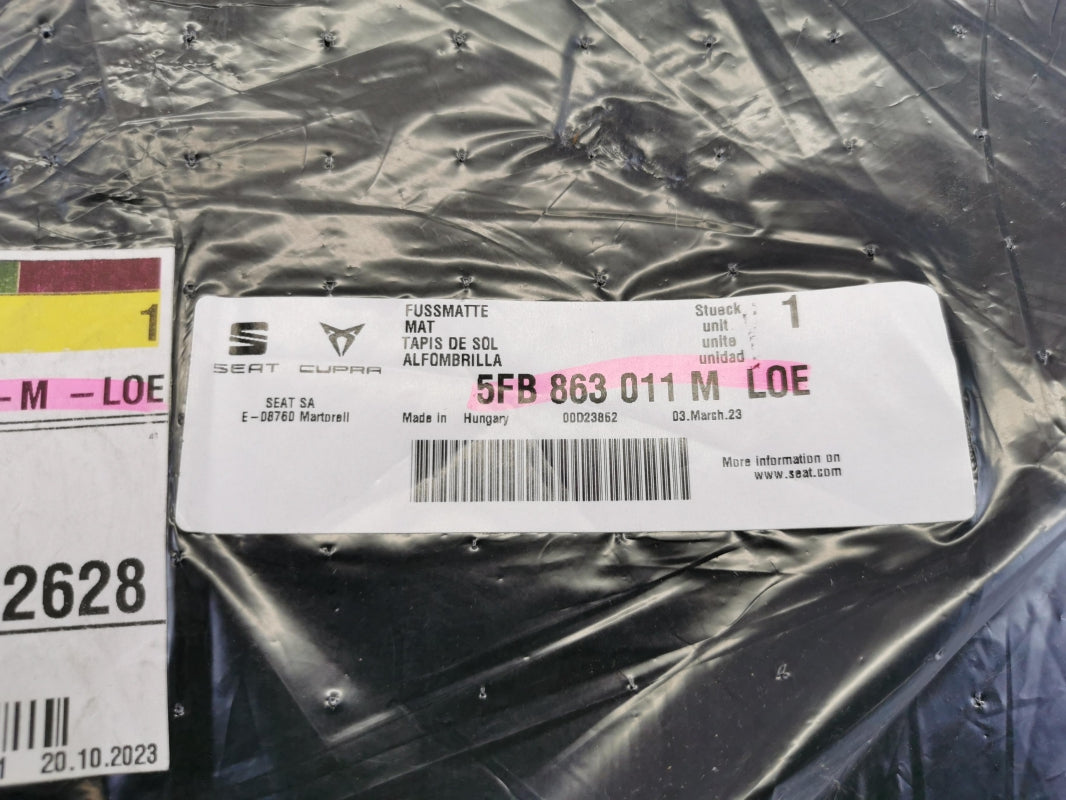 1
-M -LOE
2628
1 20.10.2023
SEAT CUPRA
SEAT SA
E-08760 Martorell
FUSSMATTE
MAT
TAPIS DE SOL
ALFOMBRILLA
Stueck 1
unit
unite
unidad
5FB 863 011 M LOE
Made in Hungary 00D23862 03.March.23
More information on
www.seat.com